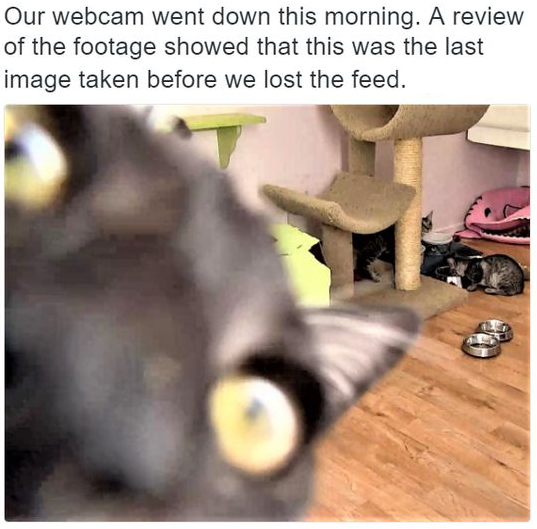 Our webcam went down this morning. A review
of the footage showed that this was the last
image taken before we lost the feed.